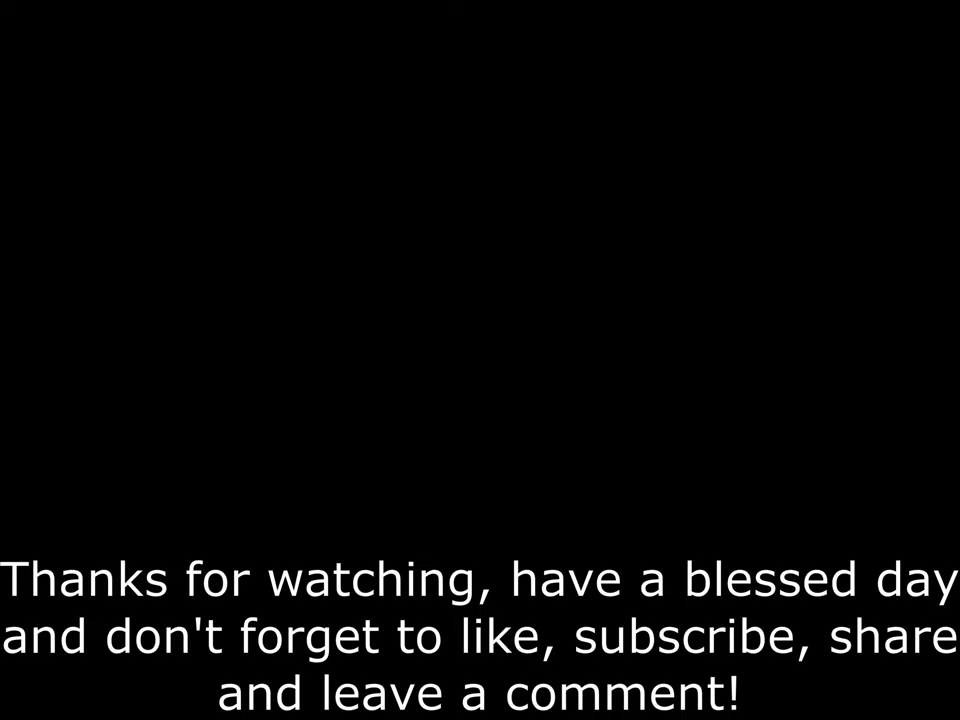 Thanks for watching, have a blessed day
and don't forget to like, subscribe, share
and leave a comment!